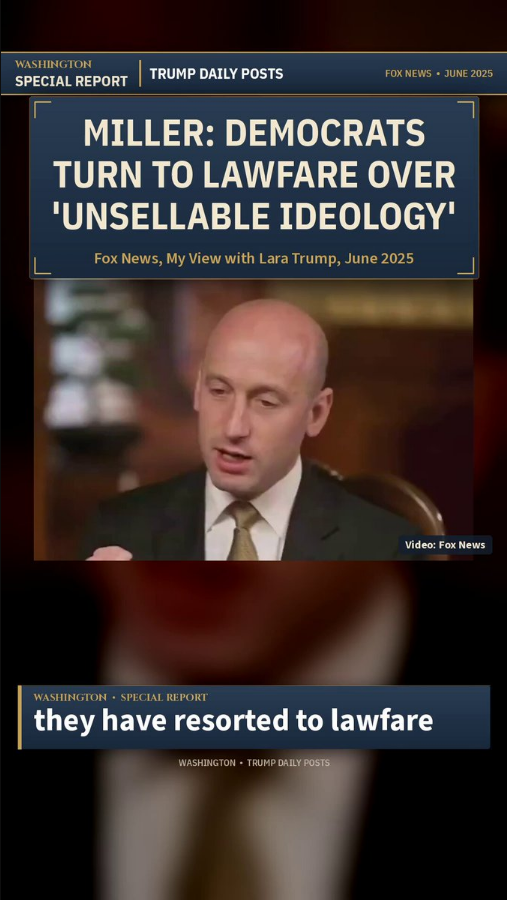 WASHINGTON
SPECIAL REPORT
TRUMP DAILY POSTS
FOX NEWS • JUNE 2025
MILLER: DEMOCRATS
TURN TO LAWFARE OVER
'UNSELLABLE IDEOLOGY'
Fox News, My View with Lara Trump, June 2025
Video: Fox News
WASHINGTON • SPECIAL REPORT
they have resorted to lawfare
WASHINGTON • TRUMP DAILY POSTS